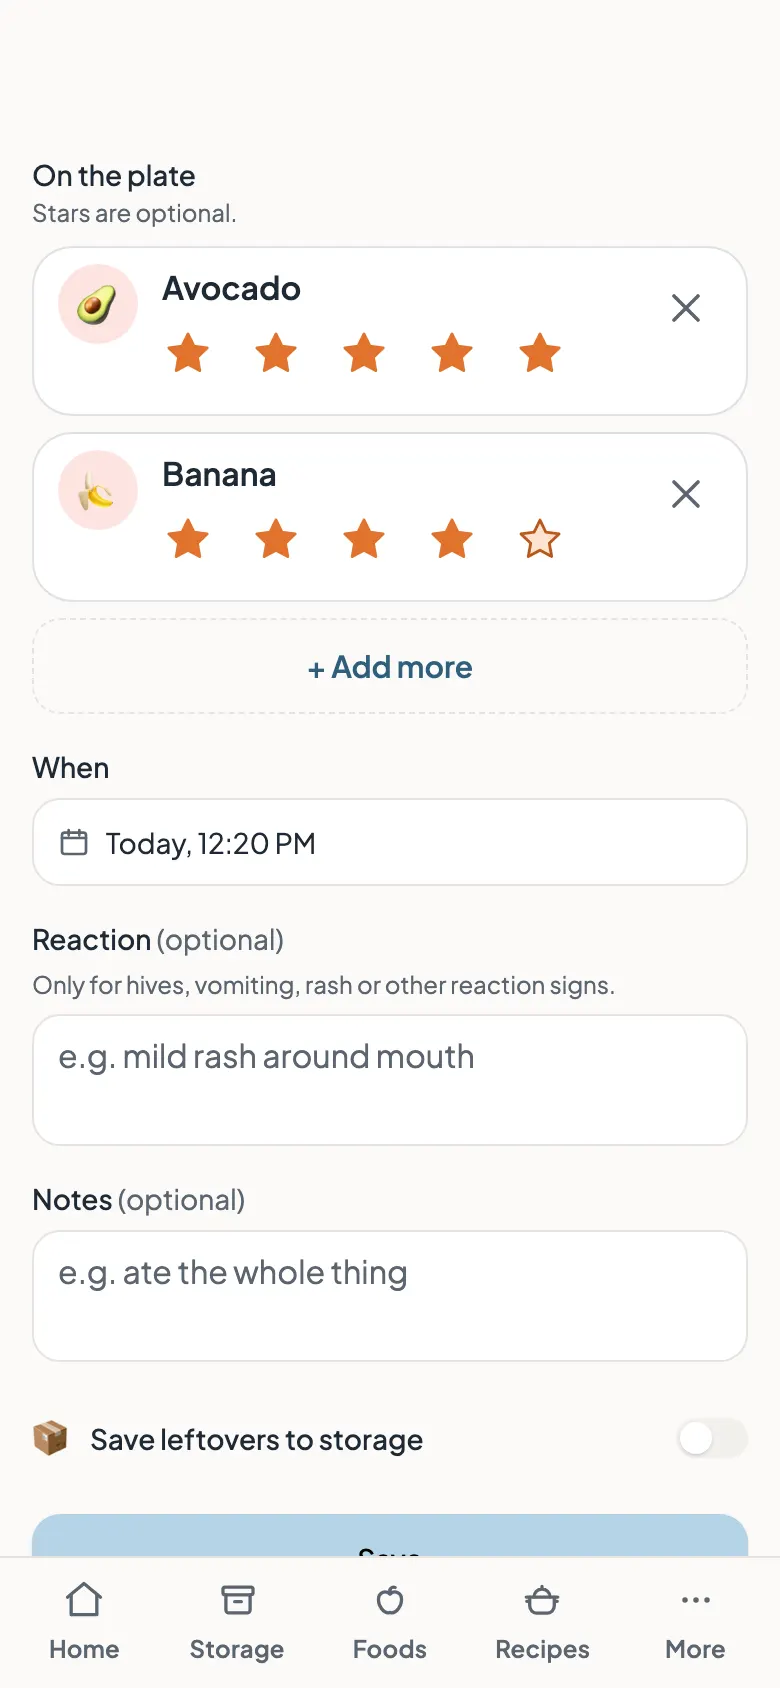 On the plate
Stars are optional.
Avocado
Banana
+ Add more
When
Today, 12:20 PM
Reaction (optional)
Only for hives, vomiting, rash or other reaction signs.
e.g. mild rash around mouth
Notes (optional)
e.g. ate the whole thing
Save leftovers to storage
Save
Home
Storage
Foods
Recipes
More